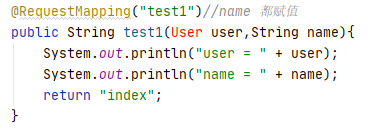 @RequestMapping("test1")//name 都赋值
public String test1(User user,String name){
    System.out.println("user = " + user);
    System.out.println("name = " + name);
    return "index";
}